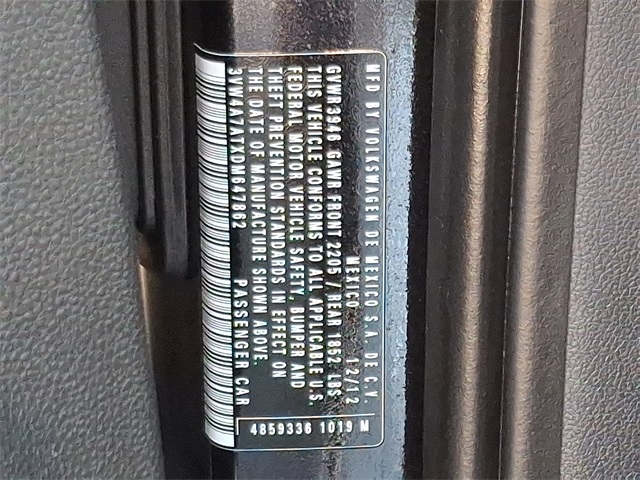 MFD BY VOLKSWAGEN DE MEXICO S.A. DE C.V.
MEXICO 12/12
GVWR 3946 GAWR FRONT 2205 / REAR 1852 LBS
THIS VEHICLE CONFORMS TO ALL APPLICABLE U.S.
FEDERAL MOTOR VEHICLE SAFETY, BUMPER AND
THEFT PREVENTION STANDARDS IN EFFECT ON
THE DATE OF MANUFACTURE SHOWN ABOVE.
PASSENGER CAR
4859336 1019 M